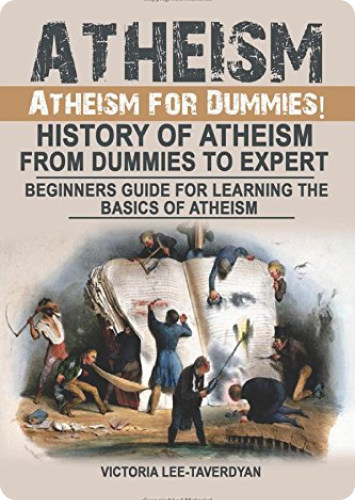 ATHEISM
ATHEISM FOR DUMMIES!
HISTORY OF ATHEISM
FROM DUMMIES TO EXPERT
BEGINNERS GUIDE FOR LEARNING THE
BASICS OF ATHEISM
VICTORIA LEE-TAVERDYAN